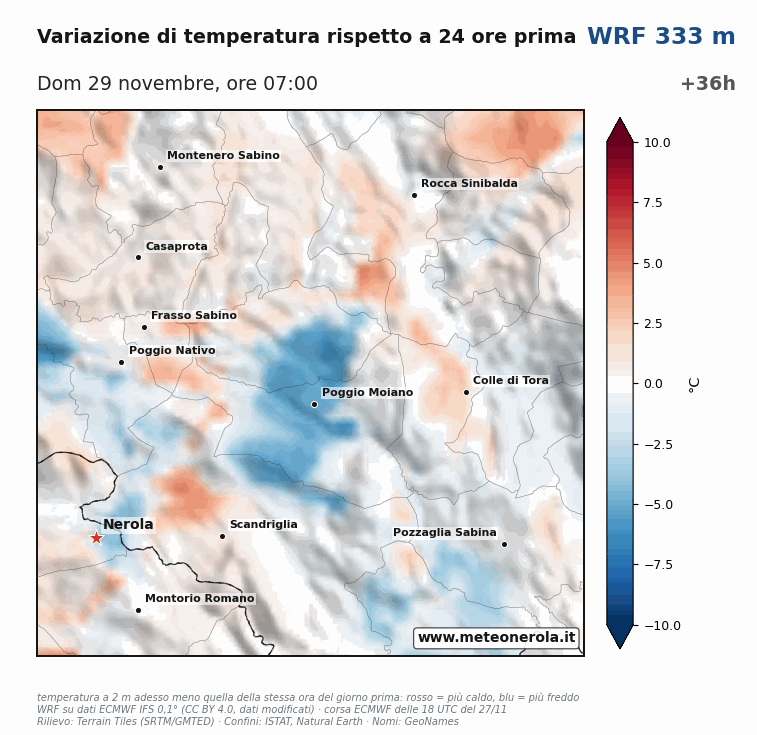 Variazione di temperatura rispetto a 24 ore prima WRF 333 m
Dom 29 novembre, ore 07:00 +36h
Montenero Sabino
Rocca Sinibalda
Casaprota
Frasso Sabino
Poggio Nativo
Poggio Moiano
Colle di Tora
Nerola
Scandriglia
Pozzaglia Sabina
Montorio Romano
www.meteonerola.it
10.0
7.5
5.0
2.5
0.0
−2.5
−5.0
−7.5
−10.0
°C
temperatura a 2 m adesso meno quella della stessa ora del giorno prima: rosso = più caldo, blu = più freddo
WRF su dati ECMWF IFS 0,1° (CC BY 4.0, dati modificati) · corsa ECMWF delle 18 UTC del 27/11
Rilievo: Terrain Tiles (SRTM/GMTED) · Confini: ISTAT, Natural Earth · Nomi: GeoNames